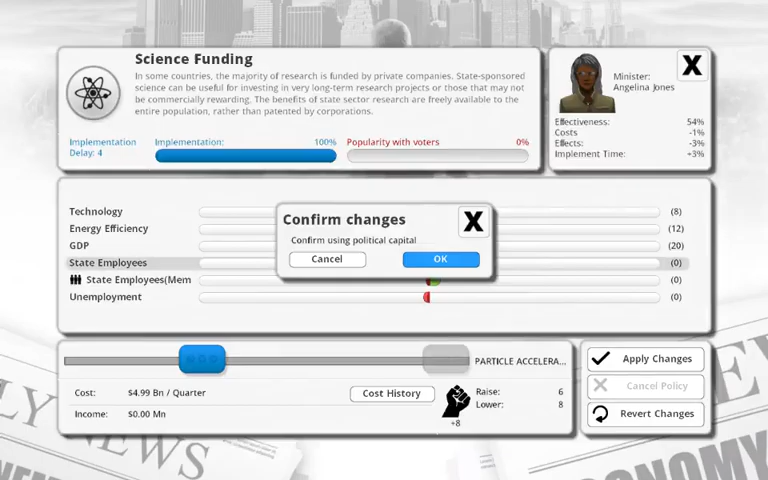 Science Funding
In some countries, the majority of research is funded by private companies. State-sponsored
science can be useful for investing in very long-term research projects or those that may not
be commercially rewarding. The benefits of state sector research are freely available to the
entire population, rather than patented by corporations.
Implementation
Delay: 4
Implementation: 100%
Popularity with voters 0%
Minister:
Angelina Jones
X
Effectiveness: 54%
Costs -1%
Effects: -3%
Implement Time: +3%
Technology (8)
Energy Efficiency (12)
GDP (20)
State Employees (0)
State Employees(Mem (0)
Unemployment (0)
Confirm changes
X
Confirm using political capital
Cancel OK
PARTICLE ACCELERA...
Cost: $4.99 Bn / Quarter
Income: $0.00 Mn
Cost History
+8
Raise: 6
Lower: 8
Apply Changes
Cancel Policy
Revert Changes
NEWS